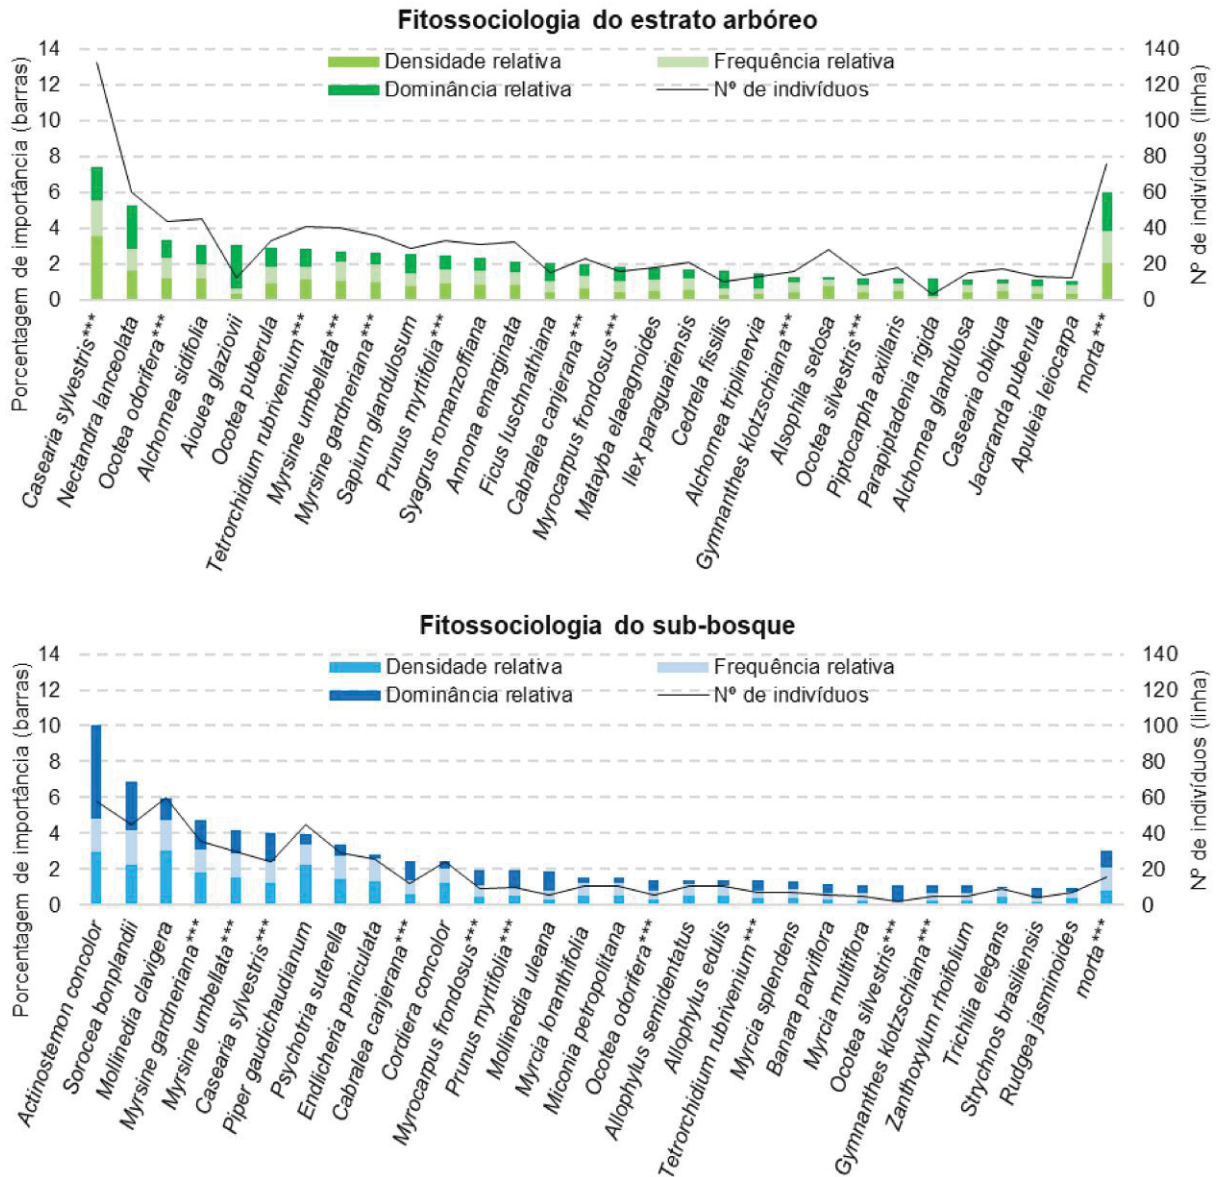 Fitossociologia do estrato arbóreo
Porcentagem de importância (barras)
14
12
10
8
6
4
2
0
Densidade relativa
Frequência relativa
Dominância relativa
Nº de indivíduos
140
120
100
80
60
40
20
0
Nº de indivíduos (linha)
Casearia sylvestris***
Nectandra lanceolata
Ocotea odorifera***
Alchornea sidifolia
Aiouea glaziovii
Ocotea puberula
Tetrorchidium rubrivenium***
Myrsine umbellata***
Myrsine gardneriana***
Sapium glandulosum
Prunus myrtifolia***
Syagrus romanzoffiana
Annona emarginata
Ficus luschnathiana
Cabralea canjerana***
Myrocarpus frondosus***
Matayba elaeagnoides
Ilex paraguariensis
Cedrela fissilis
Alchornea triplinervia
Gymnanthes klotzschiana***
Alsophila setosa
Ocotea silvestris***
Piptocarpha axillaris
Parapiptadenia rigida
Alchornea glandulosa
Casearia obliqua
Jacaranda puberula
Apuleia leiocarpa
morta***
Fitossociologia do sub-bosque
Porcentagem de importância (barras)
14
12
10
8
6
4
2
0
Densidade relativa
Frequência relativa
Dominância relativa
Nº de indivíduos
140
120
100
80
60
40
20
0
Nº de indivíduos (linha)
Actinostemon concolor
Sorocea bonplandii
Mollinedia clavigera
Myrsine gardneriana***
Myrsine umbellata***
Casearia sylvestris***
Piper gaudichaudianum
Psychotria suterella
Endlicheria paniculata
Cabralea canjerana***
Cordiera concolor
Myrocarpus frondosus***
Prunus myrtifolia***
Mollinedia uleana
Myrcia loranthifolia
Miconia petropolitana
Ocotea odorifera***
Allophylus semidentatus
Allophylus edulis
Tetrorchidium rubrivenium***
Myrcia splendens
Banara parviflora
Myrcia multiflora
Ocotea silvestris***
Gymnanthes klotzschiana***
Zanthoxylum rhoifolium
Trichilia elegans
Strychnos brasiliensis
Rudgea jasminoides
morta***